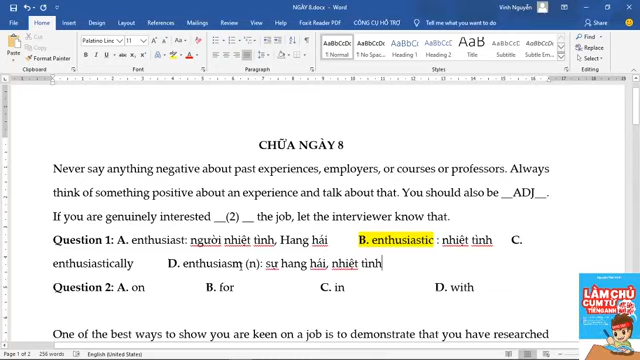 NGÀY 8.docx - Word
Vinh Nguyễn
File Home Insert Design Layout References Mailings Review View Help Foxit Reader PDF CÔNG CỤ HỖ TRỢ Tell me what you want to do Share
Paste Cut Copy Format Painter
Palatino Linot 11
AaBbCcDc AaBbCcDc AaBbCc AaBbCcD AaB AaBbCcD AaBbCcDc
1 Normal 1 No Spac... Heading 1 Heading 2 Title Subtitle Subtle Em...
Find Replace Select
Clipboard Font Paragraph Styles Editing
CHỮA NGÀY 8
Never say anything negative about past experiences, employers, or courses or professors. Always
think of something positive about an experience and talk about that. You should also be __ADJ__.
If you are genuinely interested __(2)__ the job, let the interviewer know that.
Question 1: A. enthusiast: người nhiệt tình, Hang hái B. enthusiastic : nhiệt tình C.
enthusiastically D. enthusiasm (n): sự hang hái, nhiệt tình
Question 2: A. on B. for C. in D. with
One of the best ways to show you are keen on a job is to demonstrate that you have researched
LÀM CHỦ
CỤM TỪ
TIẾNG ANH
Page 1 of 1 256 words English (United States)